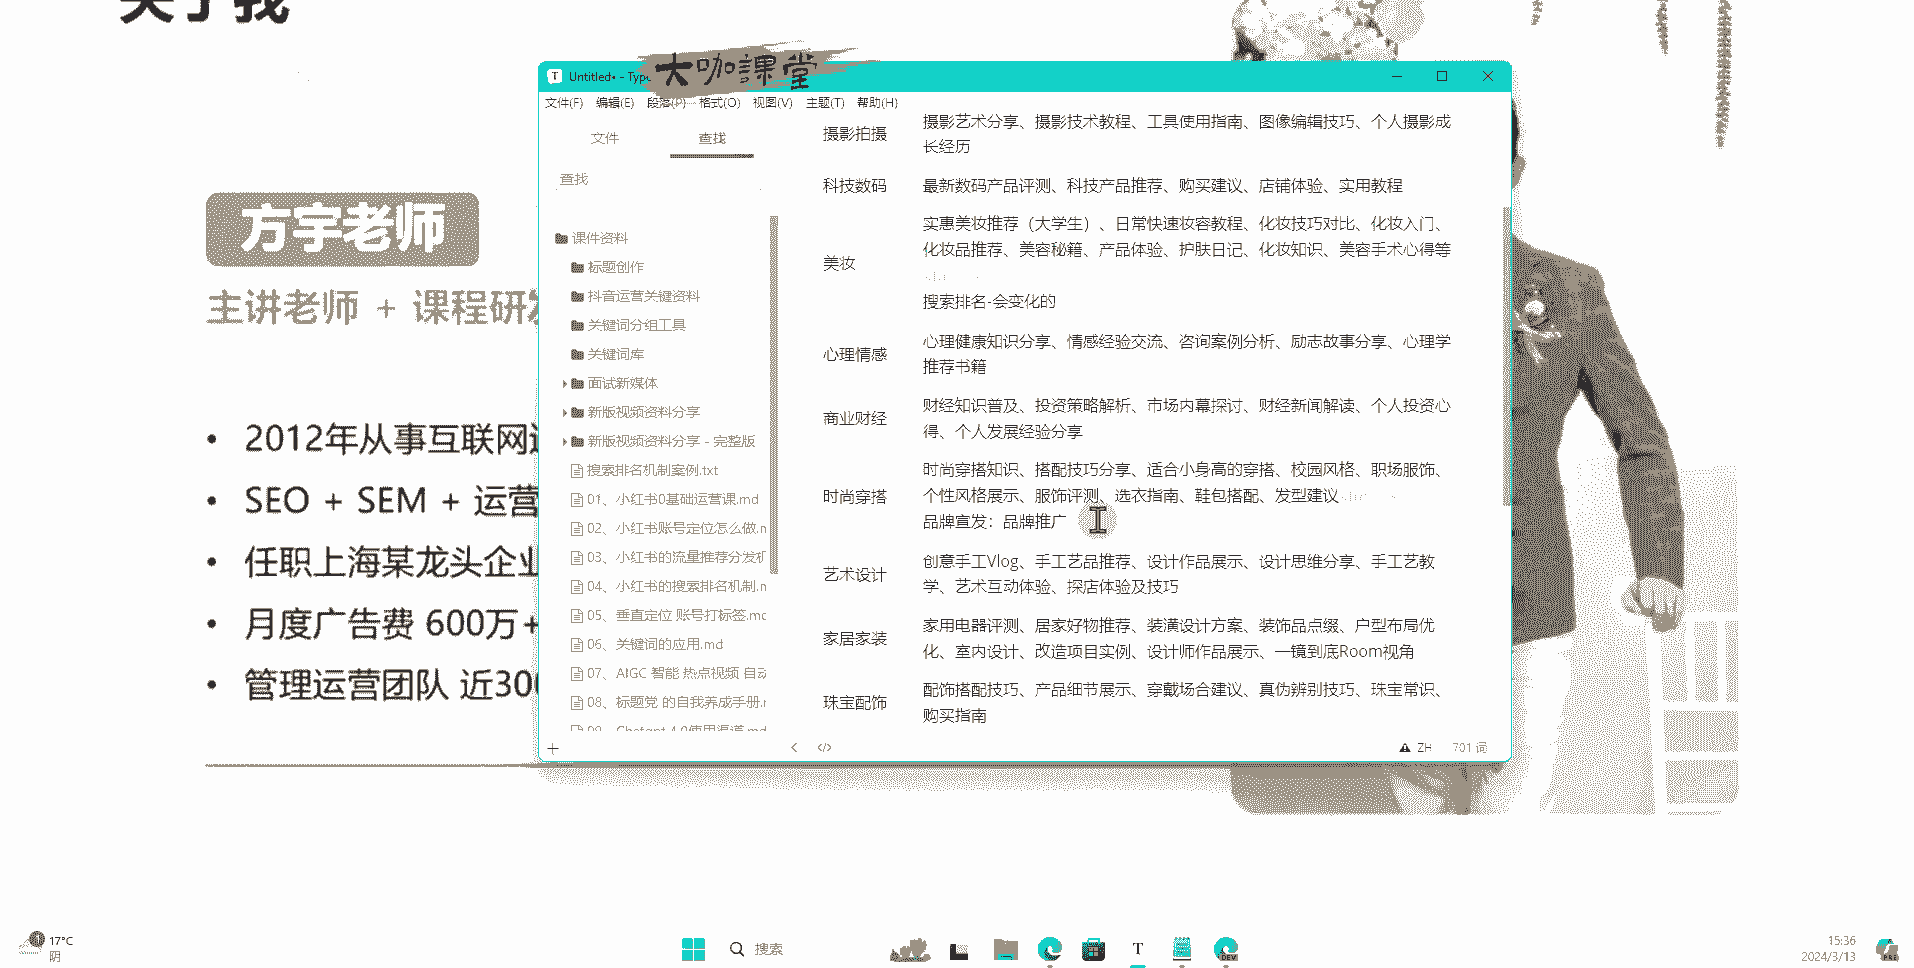 关于我
方宇老师
主讲老师 + 课程研发
2012年从事互联网
SEO + SEM + 运营
任职上海某龙头企业
月度广告费 600万+
管理运营团队 近300
大咖課堂
Untitled• - Typo
文件(F) 编辑(E) 段落(P) 格式(O) 视图(V) 主题(T) 帮助(H)
文件 查找
查找
课件资料
标题创作
抖音运营关键资料
关键词分组工具
关键词库
面试新媒体
新版视频资料分享
新版视频资料分享 - 完整版
搜索排名机制案例.txt
01、小红书0基础运营课.md
02、小红书账号定位怎么做.m
03、小红书的流量推荐分发机
04、小红书的搜索排名机制.m
05、垂直定位 账号打标签.md
06、关键词的应用.md
07、AIGC 智能 热点视频 自动
08、标题党 的自我养成手册.m
09、Chatgpt 4.0使用渠道.md
摄影拍摄
摄影艺术分享、摄影技术教程、工具使用指南、图像编辑技巧、个人摄影成
长经历
科技数码
最新数码产品评测、科技产品推荐、购买建议、店铺体验、实用教程
美妆
实惠美妆推荐（大学生）、日常快速妆容教程、化妆技巧对比、化妆入门、
化妆品推荐、美容秘籍、产品体验、护肤日记、化妆知识、美容手术心得等
搜索排名-会变化的
心理情感
心理健康知识分享、情感经验交流、咨询案例分析、励志故事分享、心理学
推荐书籍
商业财经
财经知识普及、投资策略解析、市场内幕探讨、财经新闻解读、个人投资心
得、个人发展经验分享
时尚穿搭
时尚穿搭知识、搭配技巧分享、适合小身高的穿搭、校园风格、职场服饰、
个性风格展示、服饰评测、选衣指南、鞋包搭配、发型建议
品牌宣发：品牌推广
艺术设计
创意手工Vlog、手工艺品推荐、设计作品展示、设计思维分享、手工艺教
学、艺术互动体验、探店体验及技巧
家居家装
家用电器评测、居家好物推荐、装潢设计方案、装饰品点缀、户型布局优
化、室内设计、改造项目实例、设计师作品展示、一镜到底Room视角
珠宝配饰
配饰搭配技巧、产品细节展示、穿戴场合建议、真伪辨别技巧、珠宝常识、
购买指南
ZH 701 词
17°C
阴
搜索
T
DEV
15:36
2024/3/13
PRE